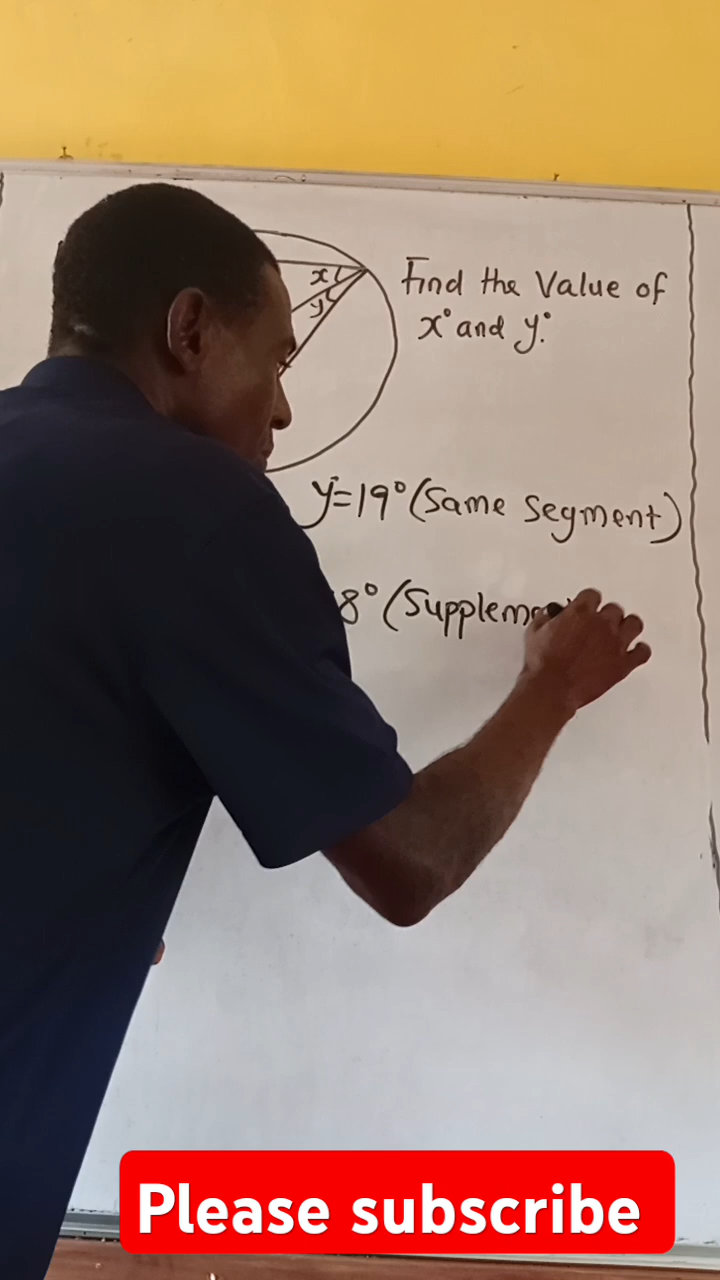 x
y
Find the Value of
x° and y°.
y=19° (Same Segment)
8° (Supplem
Please subscribe